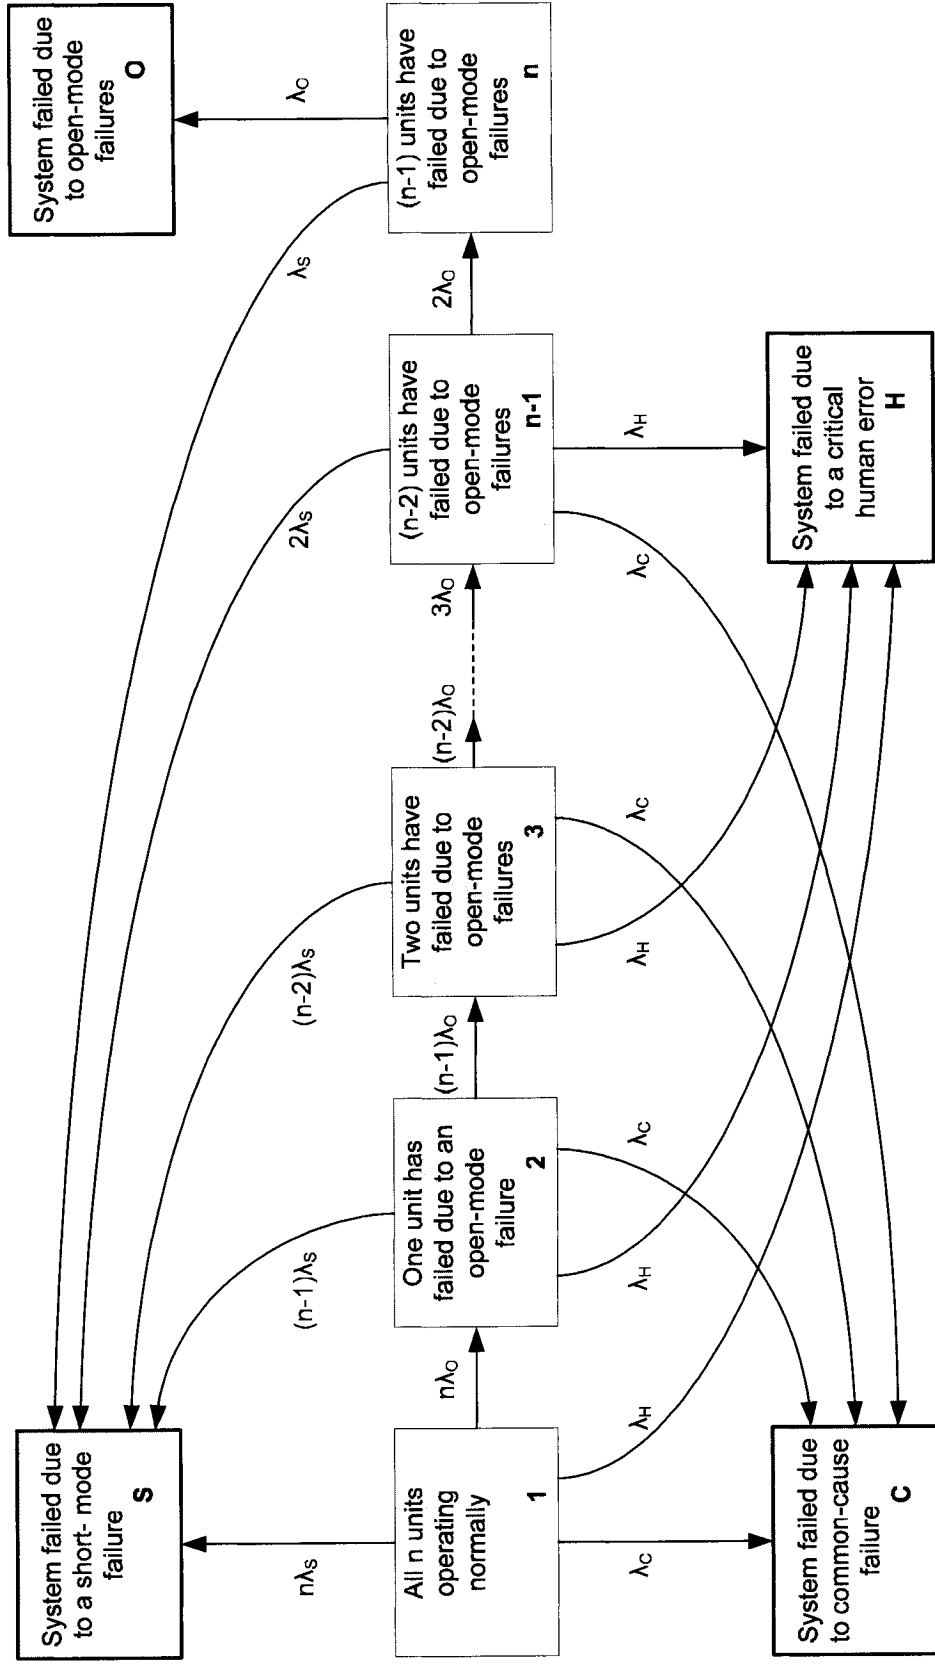 System failed due
to a short- mode
failure
S
System failed due
to open-mode
failures
O
nλS
(n-1)λS
(n-2)λS
2λS
λS
λO
All n units
operating
normally
1
nλO
One unit has
failed due to an
open-mode
failure
2
(n-1)λO
Two units have
failed due to
open-mode
failures
3
(n-2)λO
3λO
(n-2) units have
failed due to
open-mode
failures
n-1
2λO
(n-1) units have
failed due to
open-mode
failures
n
λC
λH
λH
λC
λH
λC
λC
λH
System failed due
to common-cause
failure
C
System failed due
to a critical
human error
H